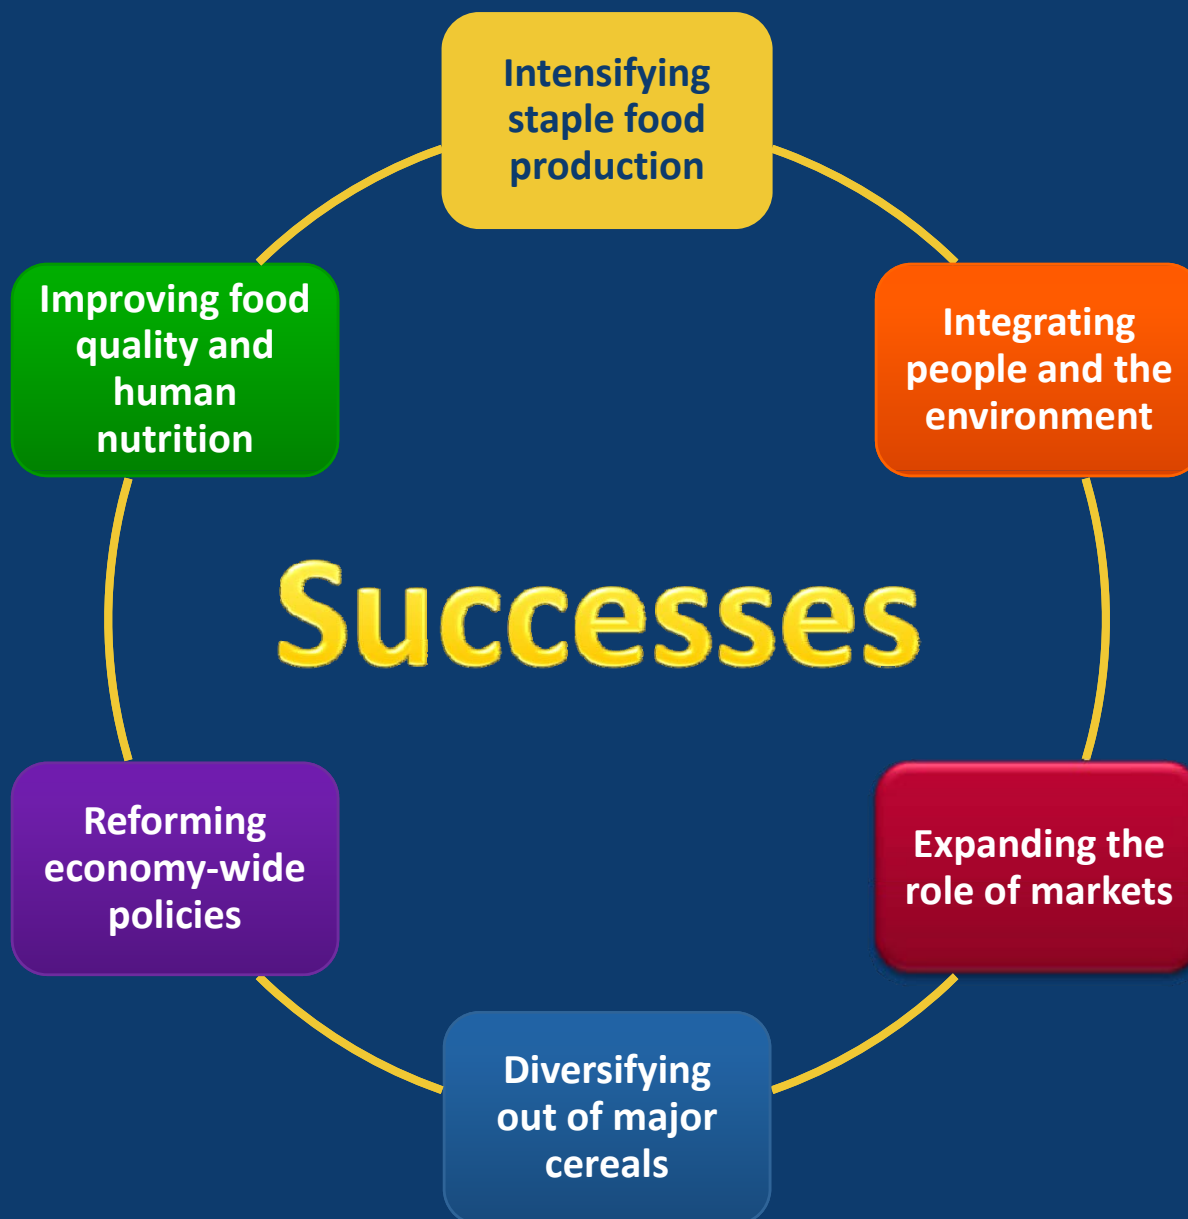 Intensifying
staple food
production
Improving food
quality and
human
nutrition
Integrating
people and the
environment
Successes
Reforming
economy-wide
policies
Expanding the
role of markets
Diversifying
out of major
cereals